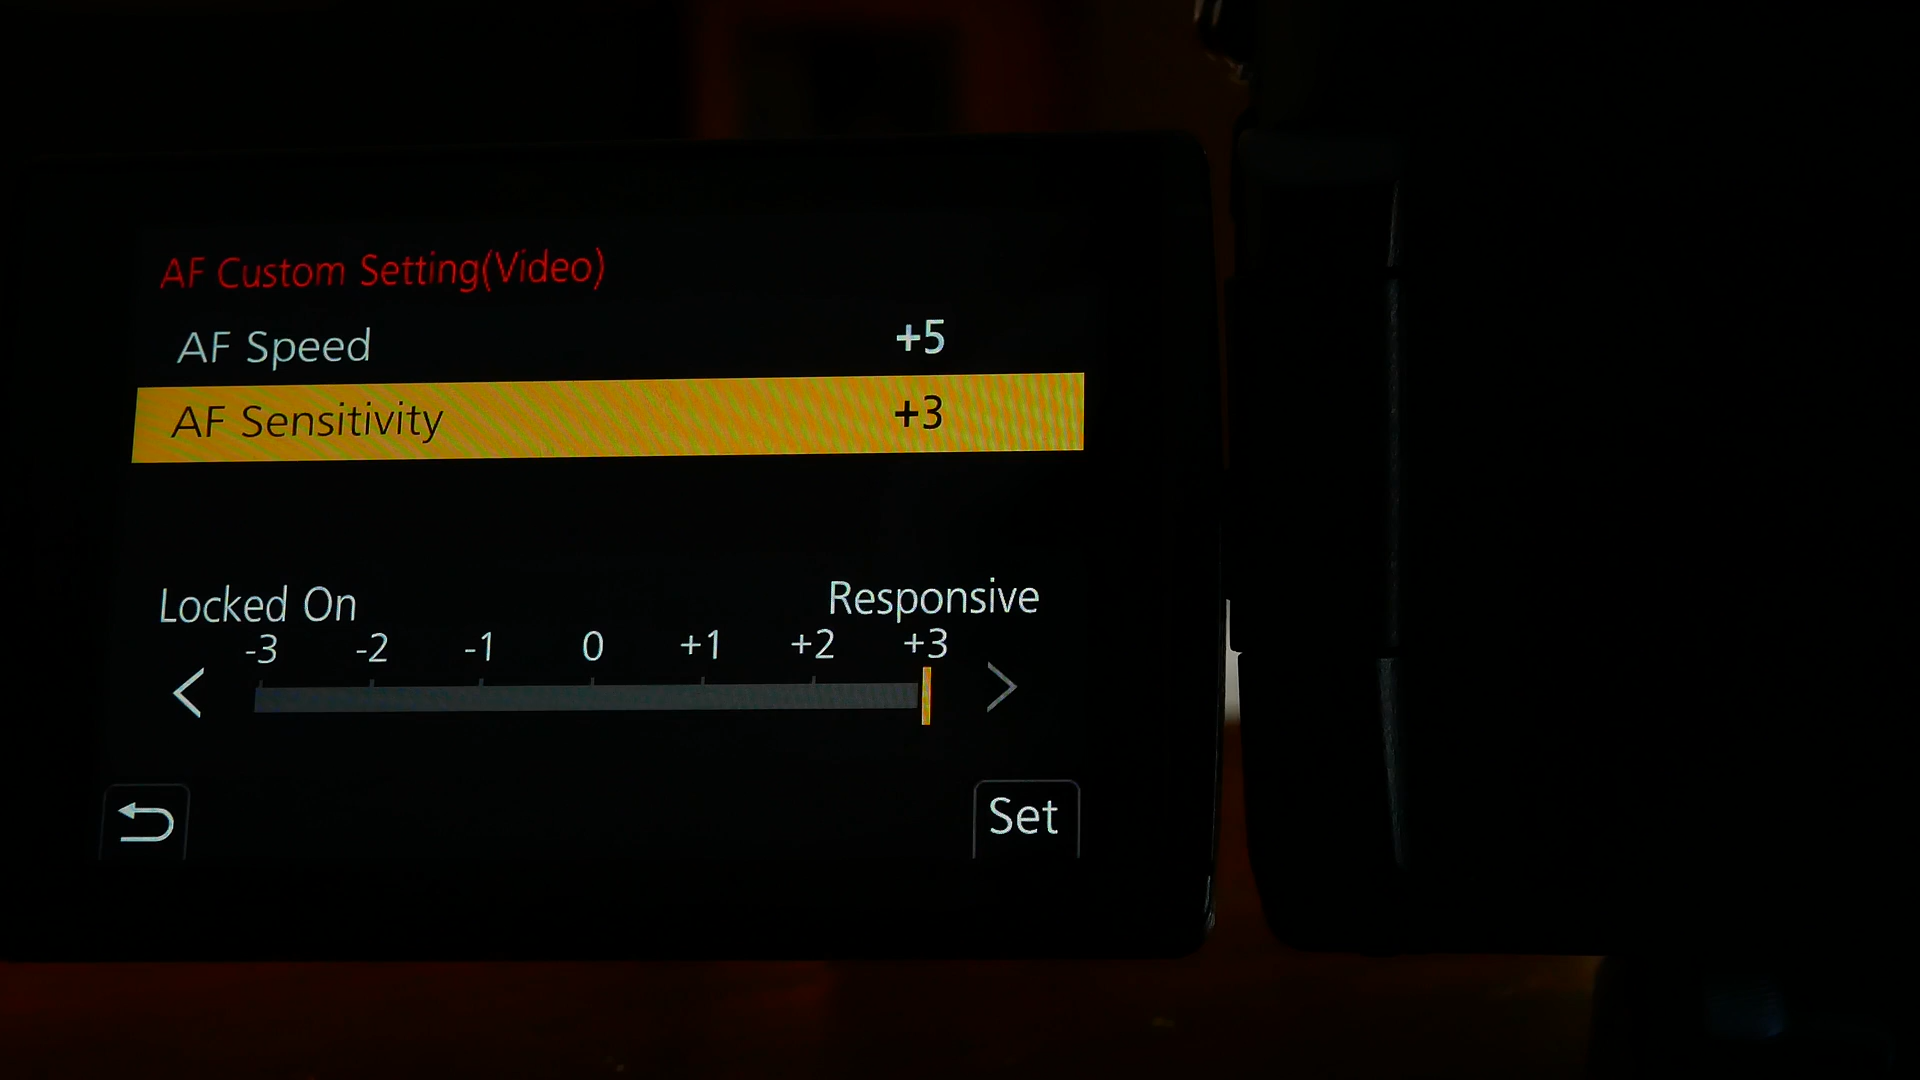 AF Custom Setting(Video)
AF Speed +5
AF Sensitivity +3
Locked On Responsive
-3 -2 -1 0 +1 +2 +3
Set